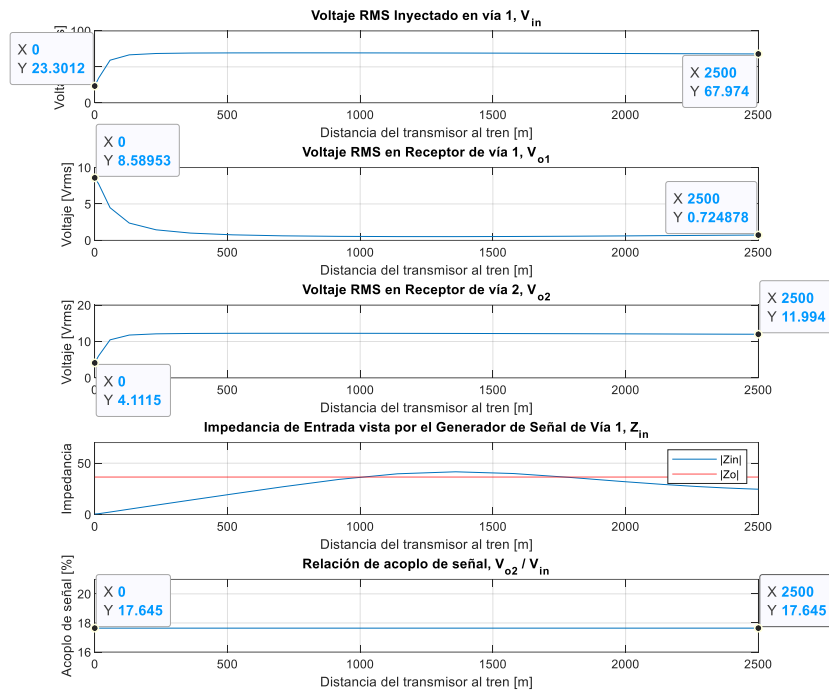 Voltaje RMS Inyectado en vía 1, V_in
100
0
0 500 1000 1500 2000 2500
X 0
Y 23.3012
X 2500
Y 67.974
Distancia del transmisor al tren [m]
Voltaje RMS en Receptor de vía 1, V_o1
Voltaje [Vrms]
10
5
0
0 500 1000 1500 2000 2500
X 0
Y 8.58953
X 2500
Y 0.724878
Distancia del transmisor al tren [m]
Voltaje RMS en Receptor de vía 2, V_o2
Voltaje [Vrms]
20
10
0
0 500 1000 1500 2000 2500
X 0
Y 4.1115
X 2500
Y 11.994
Distancia del transmisor al tren [m]
Impedancia de Entrada vista por el Generador de Señal de Vía 1, Z_in
Impedancia
50
0
0 500 1000 1500 2000 2500
|Zin|
|Zo|
Distancia del transmisor al tren [m]
Relación de acoplo de señal, V_o2 / V_in
Acoplo de señal [%]
20
18
16
0 500 1000 1500 2000 2500
X 0
Y 17.645
X 2500
Y 17.645
Distancia del transmisor al tren [m]